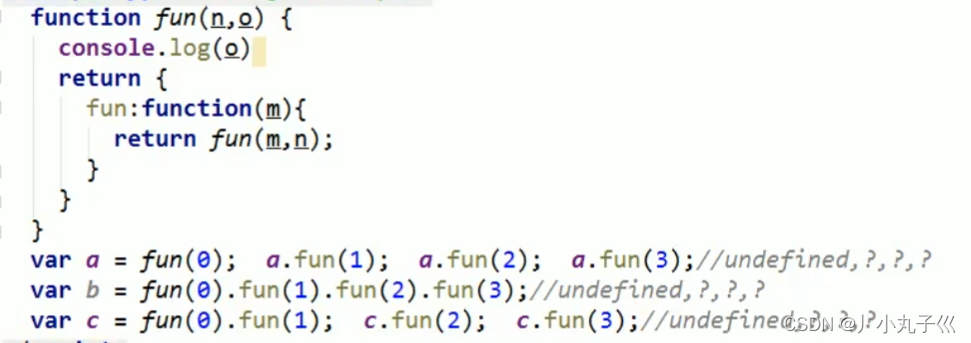 function fun(n,o) {
console.log(o)
return {
fun:function(m){
return fun(m,n);
}
}
}
var a = fun(0); a.fun(1); a.fun(2); a.fun(3);//undefined,?,?,?
var b = fun(0).fun(1).fun(2).fun(3);//undefined,?,?,?
var c = fun(0).fun(1); c.fun(2); c.fun(3);//undefined,?,?,?
CSDN @丿小丸子巛